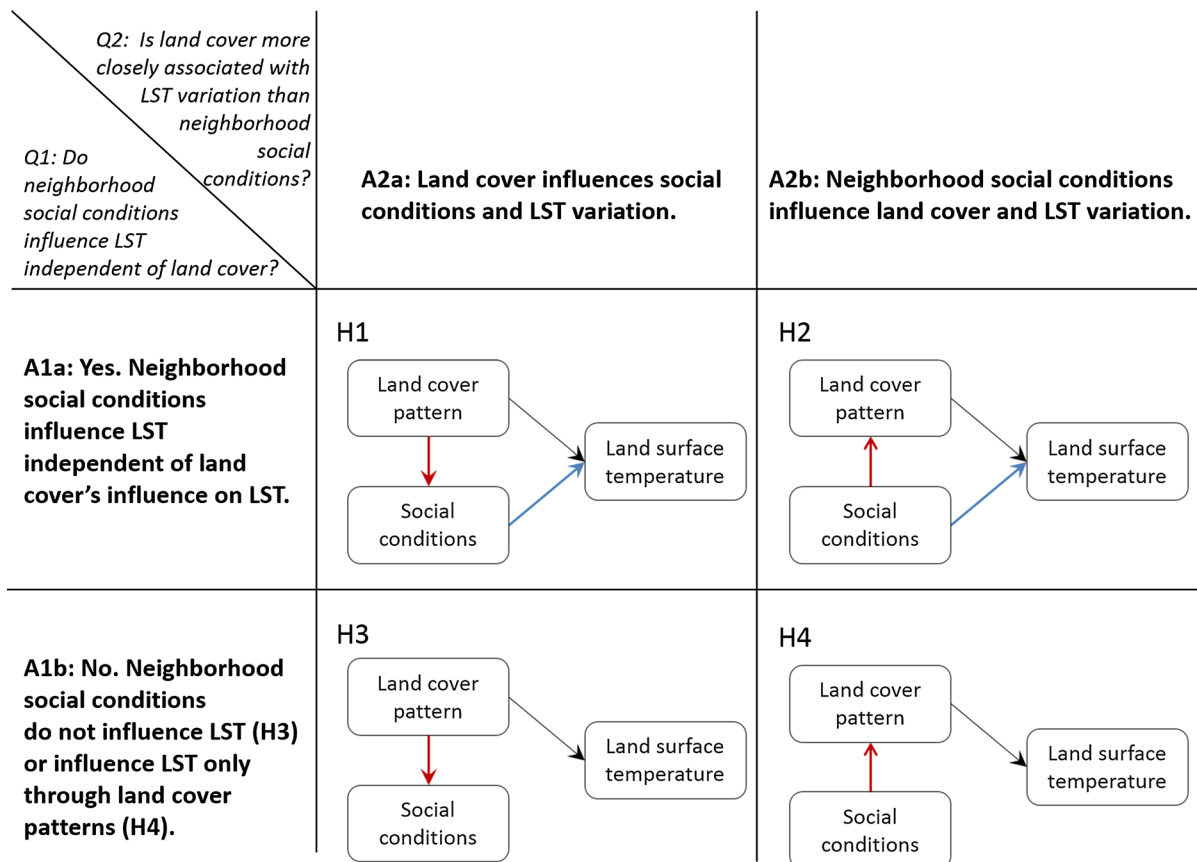 Q2:  Is land cover more
closely associated with
LST variation than
neighborhood
social
conditions?
Q1: Do
neighborhood
social conditions
influence LST
independent of land cover?
A2a: Land cover influences social
conditions and LST variation.
A2b: Neighborhood social conditions
influence land cover and LST variation.
A1a: Yes. Neighborhood
social conditions
influence LST
independent of land
cover’s influence on LST.
H1
Land cover
pattern
Land surface
temperature
Social
conditions
H2
Land cover
pattern
Land surface
temperature
Social
conditions
A1b: No. Neighborhood
social conditions
do not influence LST (H3)
or influence LST only
through land cover
patterns (H4).
H3
Land cover
pattern
Land surface
temperature
Social
conditions
H4
Land cover
pattern
Land surface
temperature
Social
conditions